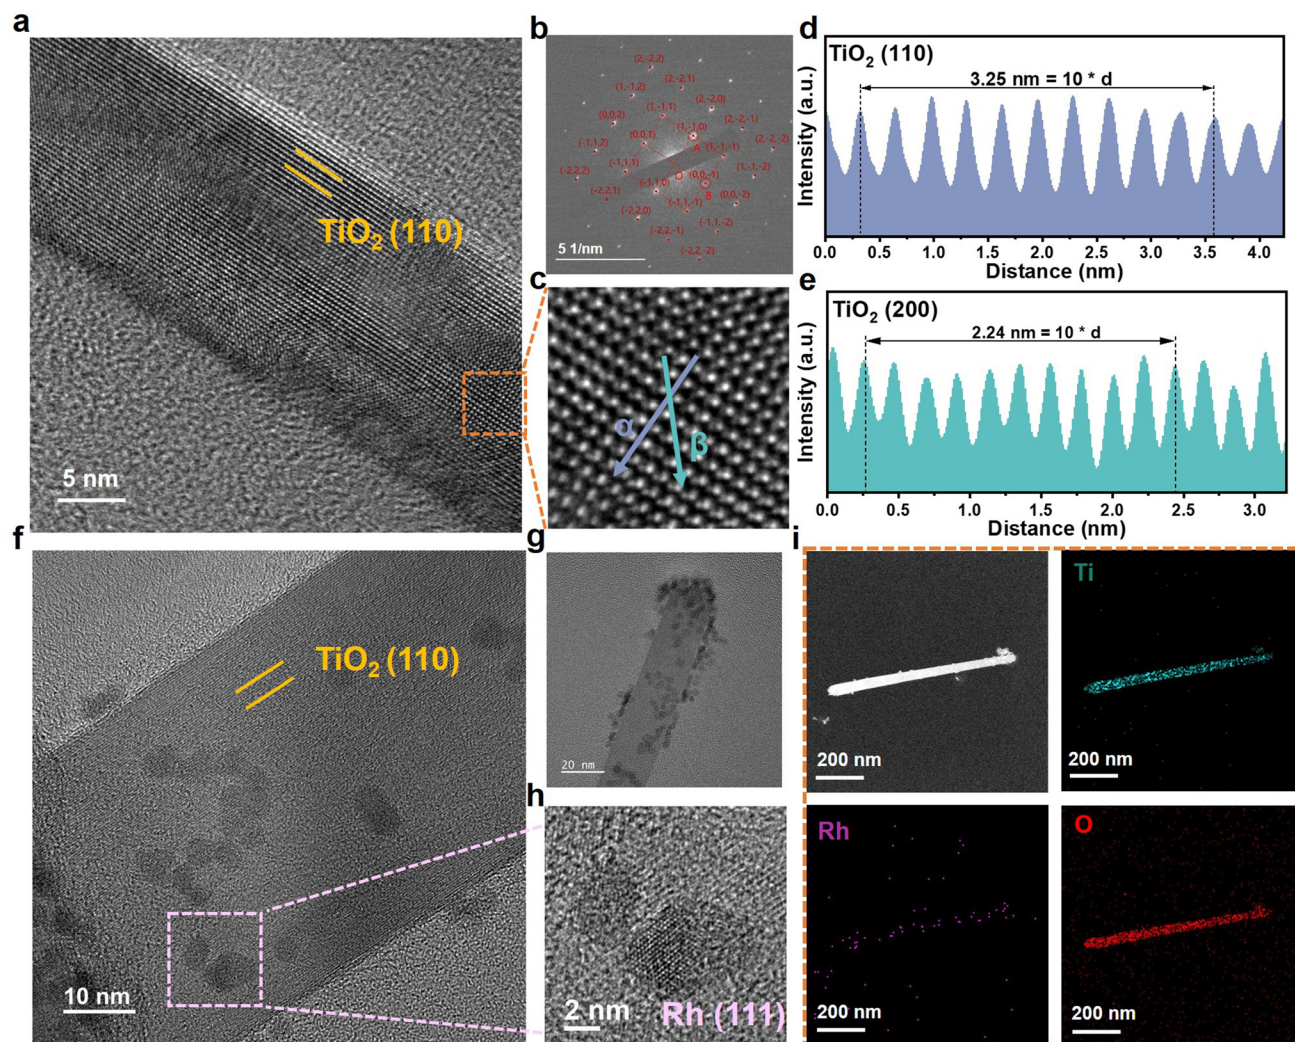 a
TiO2 (110)
5 nm
b
(2,-2,2)
(2,-2,1)
(1,-1,2)
(2,-2,0)
(1,-1,1)
(0,0,2)
(1,-1,0)
(2,-2,-1)
A
(0,0,1)
(-1,1,2)
(1,-1,-1)
(2,-2,-2)
(-1,1,1)
O
(0,0,-1)
(1,-1,-2)
(-2,2,2)
(-1,1,0)
B
(-2,2,1)
(-1,1,-1)
(0,0,-2)
(-2,2,0)
(-1,1,-2)
(-2,2,-1)
(-2,2,-2)
5 1/nm
c
α
β
d
TiO2 (110)
3.25 nm = 10 * d
Intensity (a.u.)
0.0 0.5 1.0 1.5 2.0 2.5 3.0 3.5 4.0
Distance (nm)
e
TiO2 (200)
2.24 nm = 10 * d
Intensity (a.u.)
0.0 0.5 1.0 1.5 2.0 2.5 3.0
Distance (nm)
f
TiO2 (110)
10 nm
g
20 nm
h
Rh (111)
2 nm
i
200 nm
Ti
200 nm
Rh
200 nm
O
200 nm